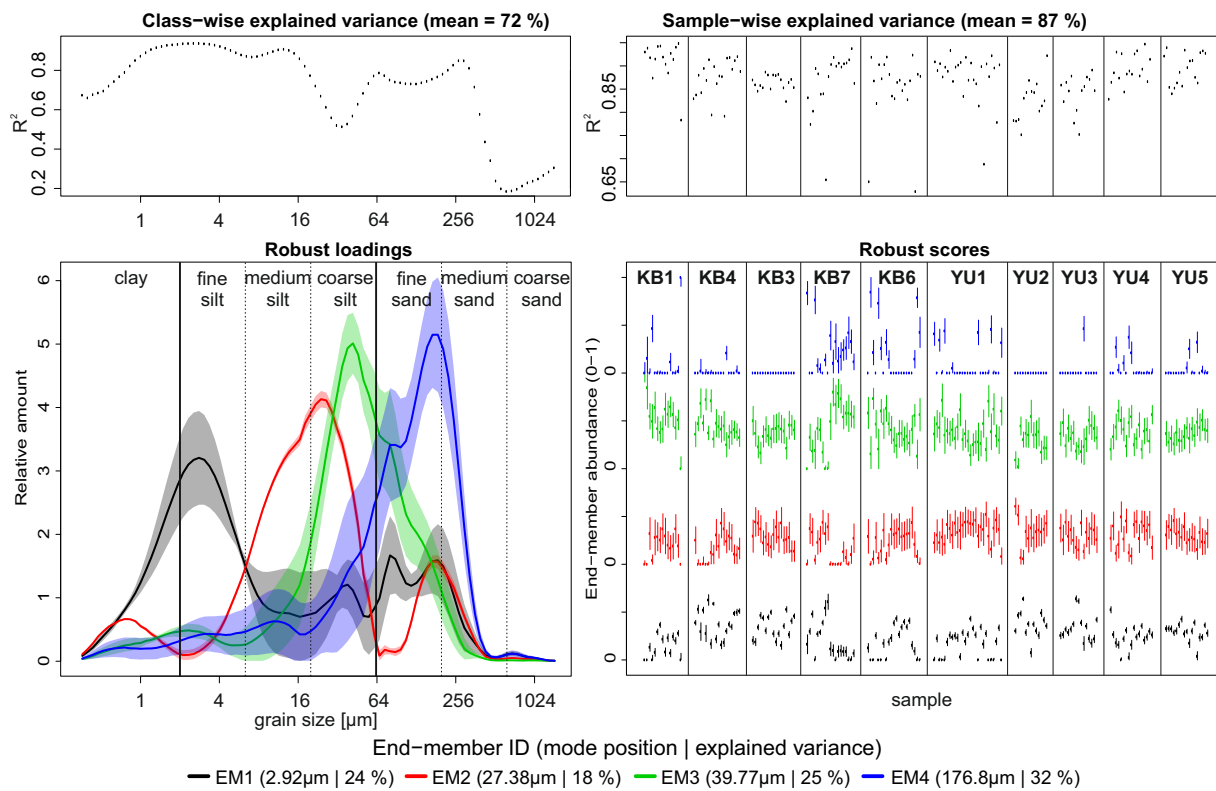 Class−wise explained variance (mean = 72 %)
R²
0.2 0.4 0.6 0.8
1 4 16 64 256 1024
Sample−wise explained variance (mean = 87 %)
R²
0.65 0.85
Robust loadings
clay fine silt medium silt coarse silt fine sand medium sand coarse sand
Relative amount
0 1 2 3 4 5 6
1 4 16 64 256 1024
grain size [µm]
Robust scores
KB1 KB4 KB3 KB7 KB6 YU1 YU2 YU3 YU4 YU5
End−member abundance (0−1)
0
0
0
0
sample
End−member ID (mode position | explained variance)
EM1 (2.92µm | 24 %) EM2 (27.38µm | 18 %) EM3 (39.77µm | 25 %) EM4 (176.8µm | 32 %)